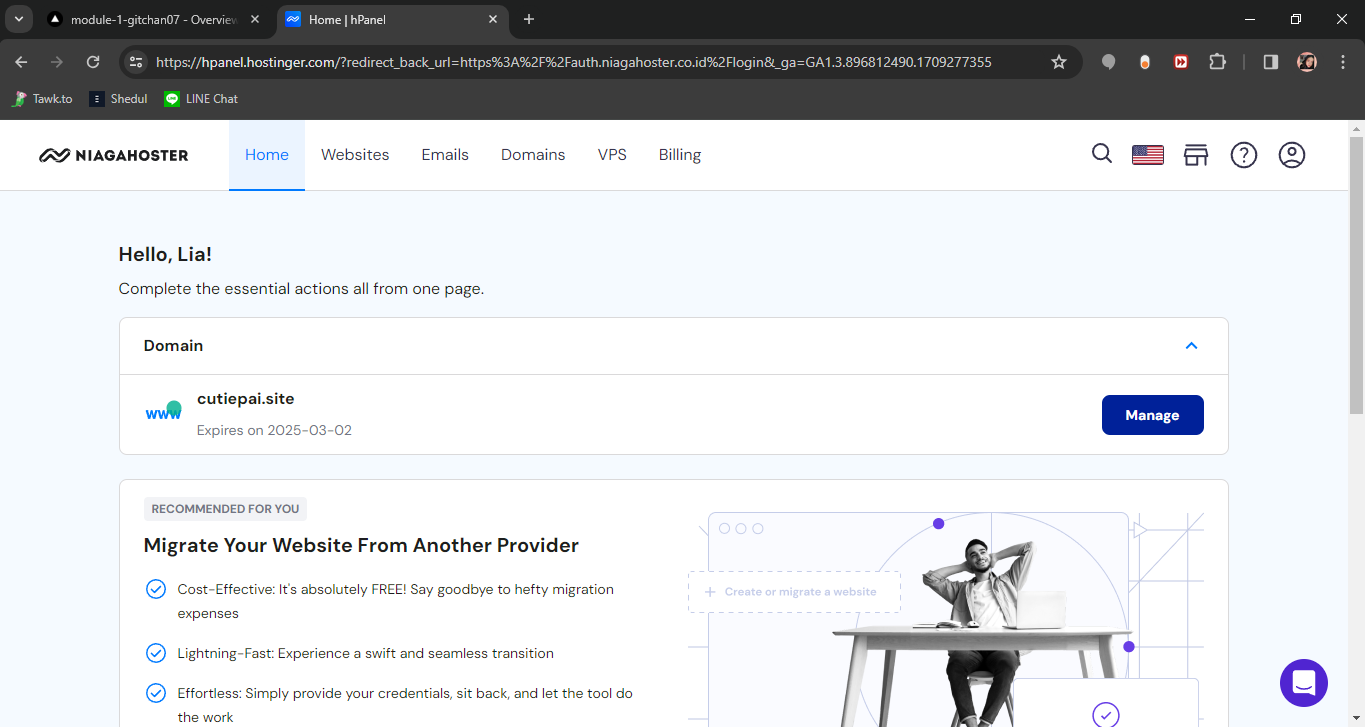 module-1-gitchan07 - Overview
Home | hPanel
https://hpanel.hostinger.com/?redirect_back_url=https%3A%2F%2Fauth.niagahoster.co.id%2Flogin&_ga=GA1.3.896812490.1709277355
Tawk.to
Shedul
LINE Chat
NIAGAHOSTER
Home
Websites
Emails
Domains
VPS
Billing
Hello, Lia!
Complete the essential actions all from one page.
Domain
www
cutiepai.site
Expires on 2025-03-02
Manage
RECOMMENDED FOR YOU
Migrate Your Website From Another Provider
Cost-Effective: It's absolutely FREE! Say goodbye to hefty migration
expenses
Lightning-Fast: Experience a swift and seamless transition
Effortless: Simply provide your credentials, sit back, and let the tool do
the work
+ Create or migrate a website